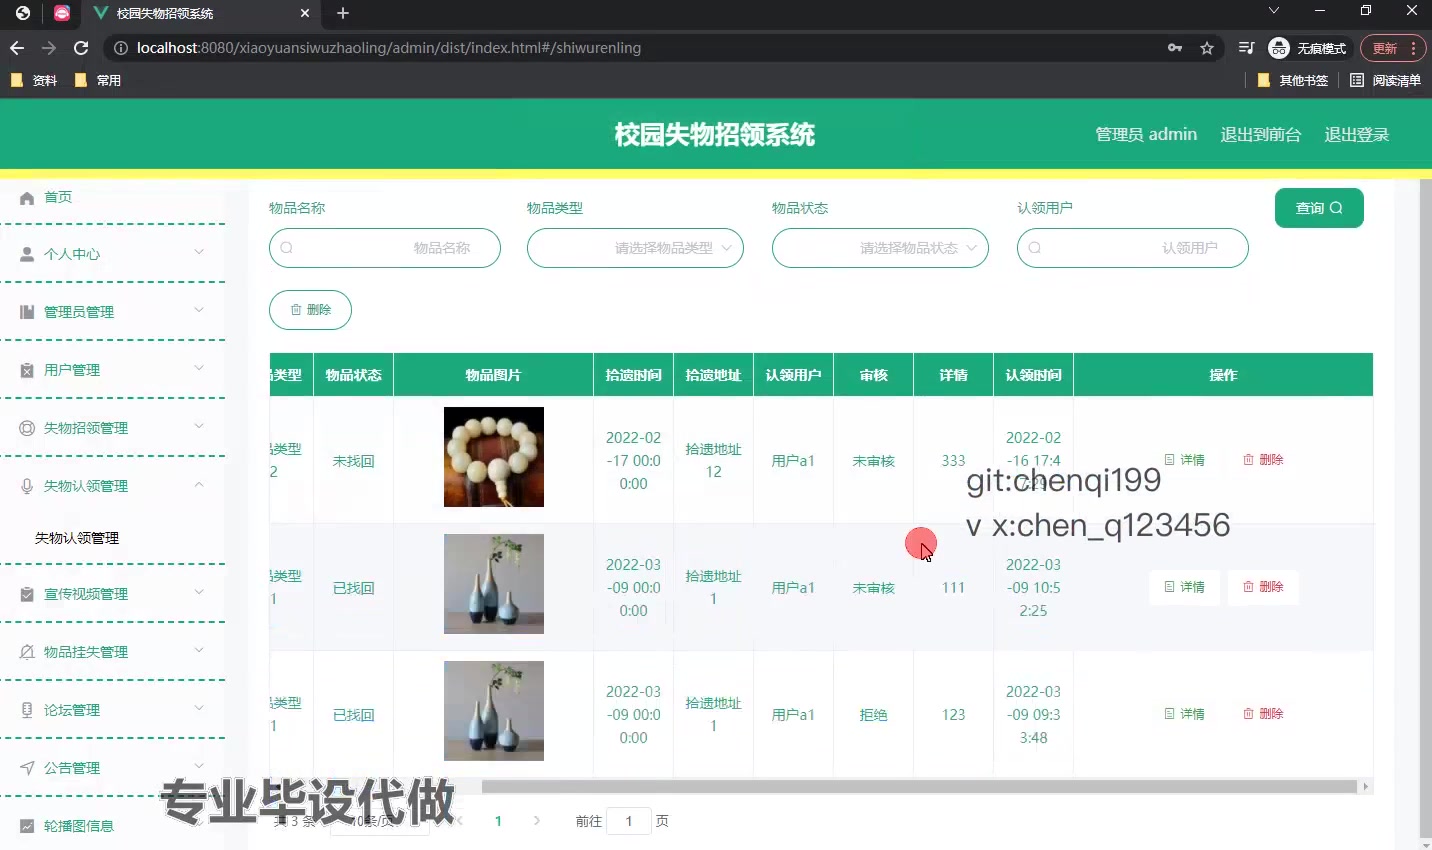 校园失物招领系统
localhost:8080/xiaoyuansiwuzhaoling/admin/dist/index.html#/shiwurenling
无痕模式
更新
资料
常用
其他书签
阅读清单
校园失物招领系统
管理员 admin
退出到前台
退出登录
首页
个人中心
管理员管理
用户管理
失物招领管理
失物认领管理
失物认领管理
宣传视频管理
物品挂失管理
论坛管理
公告管理
轮播图信息
物品名称
物品类型
物品状态
认领用户
查询
物品名称
请选择物品类型
请选择物品状态
认领用户
删除
类型 物品状态 物品图片 拾遗时间 拾遗地址 认领用户 审核 详情 认领时间 操作
类型
2
未找回
2022-02
-17 00:0
0:00
拾遗地址
12
用户a1
未审核
333
2022-02
-16 17:4
详情
删除
类型
1
已找回
2022-03
-09 00:0
0:00
拾遗地址
1
用户a1
未审核
111
2022-03
-09 10:5
2:25
详情
删除
类型
1
已找回
2022-03
-09 00:0
0:00
拾遗地址
1
用户a1
拒绝
123
2022-03
-09 09:3
3:48
详情
删除
git:chenqi199
v x:chen_q123456
专业毕设代做
共 3 条
10条/页
1
前往 1 页